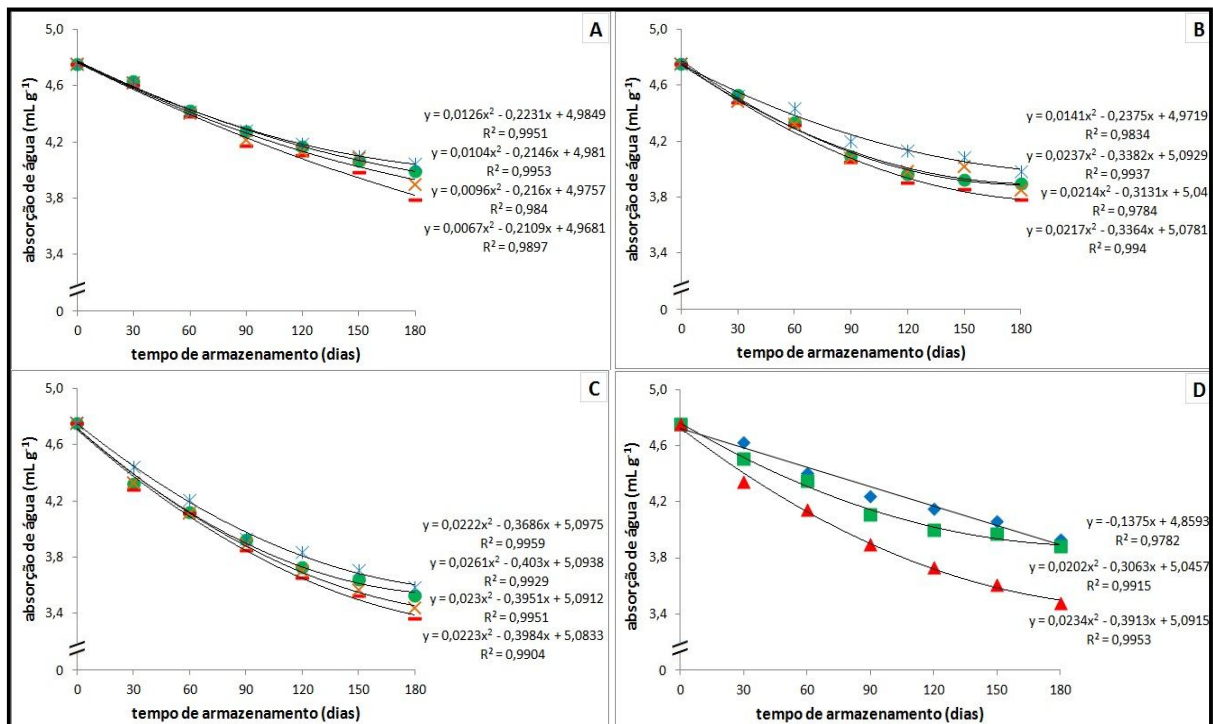 A
absorção de água (mL g⁻¹)
5,0
4,6
4,2
3,8
3,4
0
y = 0,0126x² - 0,2231x + 4,9849
R² = 0,9951
y = 0,0104x² - 0,2146x + 4,981
R² = 0,9953
y = 0,0096x² - 0,216x + 4,9757
R² = 0,984
y = 0,0067x² - 0,2109x + 4,9681
R² = 0,9897
0 30 60 90 120 150 180
tempo de armazenamento (dias)
B
absorção de água (mL g⁻¹)
5,0
4,6
4,2
3,8
3,4
0
y = 0,0141x² - 0,2375x + 4,9719
R² = 0,9834
y = 0,0237x² - 0,3382x + 5,0929
R² = 0,9937
y = 0,0214x² - 0,3131x + 5,04
R² = 0,9784
y = 0,0217x² - 0,3364x + 5,0781
R² = 0,994
0 30 60 90 120 150 180
tempo de armazenamento (dias)
C
absorção de água (mL g⁻¹)
5,0
4,6
4,2
3,8
3,4
0
y = 0,0222x² - 0,3686x + 5,0975
R² = 0,9959
y = 0,0261x² - 0,403x + 5,0938
R² = 0,9929
y = 0,023x² - 0,3951x + 5,0912
R² = 0,9951
y = 0,0223x² - 0,3984x + 5,0833
R² = 0,9904
0 30 60 90 120 150 180
tempo de armazenamento (dias)
D
absorção de água (mL g⁻¹)
5,0
4,6
4,2
3,8
3,4
0
y = -0,1375x + 4,8593
R² = 0,9782
y = 0,0202x² - 0,3063x + 5,0457
R² = 0,9915
y = 0,0234x² - 0,3913x + 5,0915
R² = 0,9953
0 30 60 90 120 150 180
tempo de armazenamento (dias)